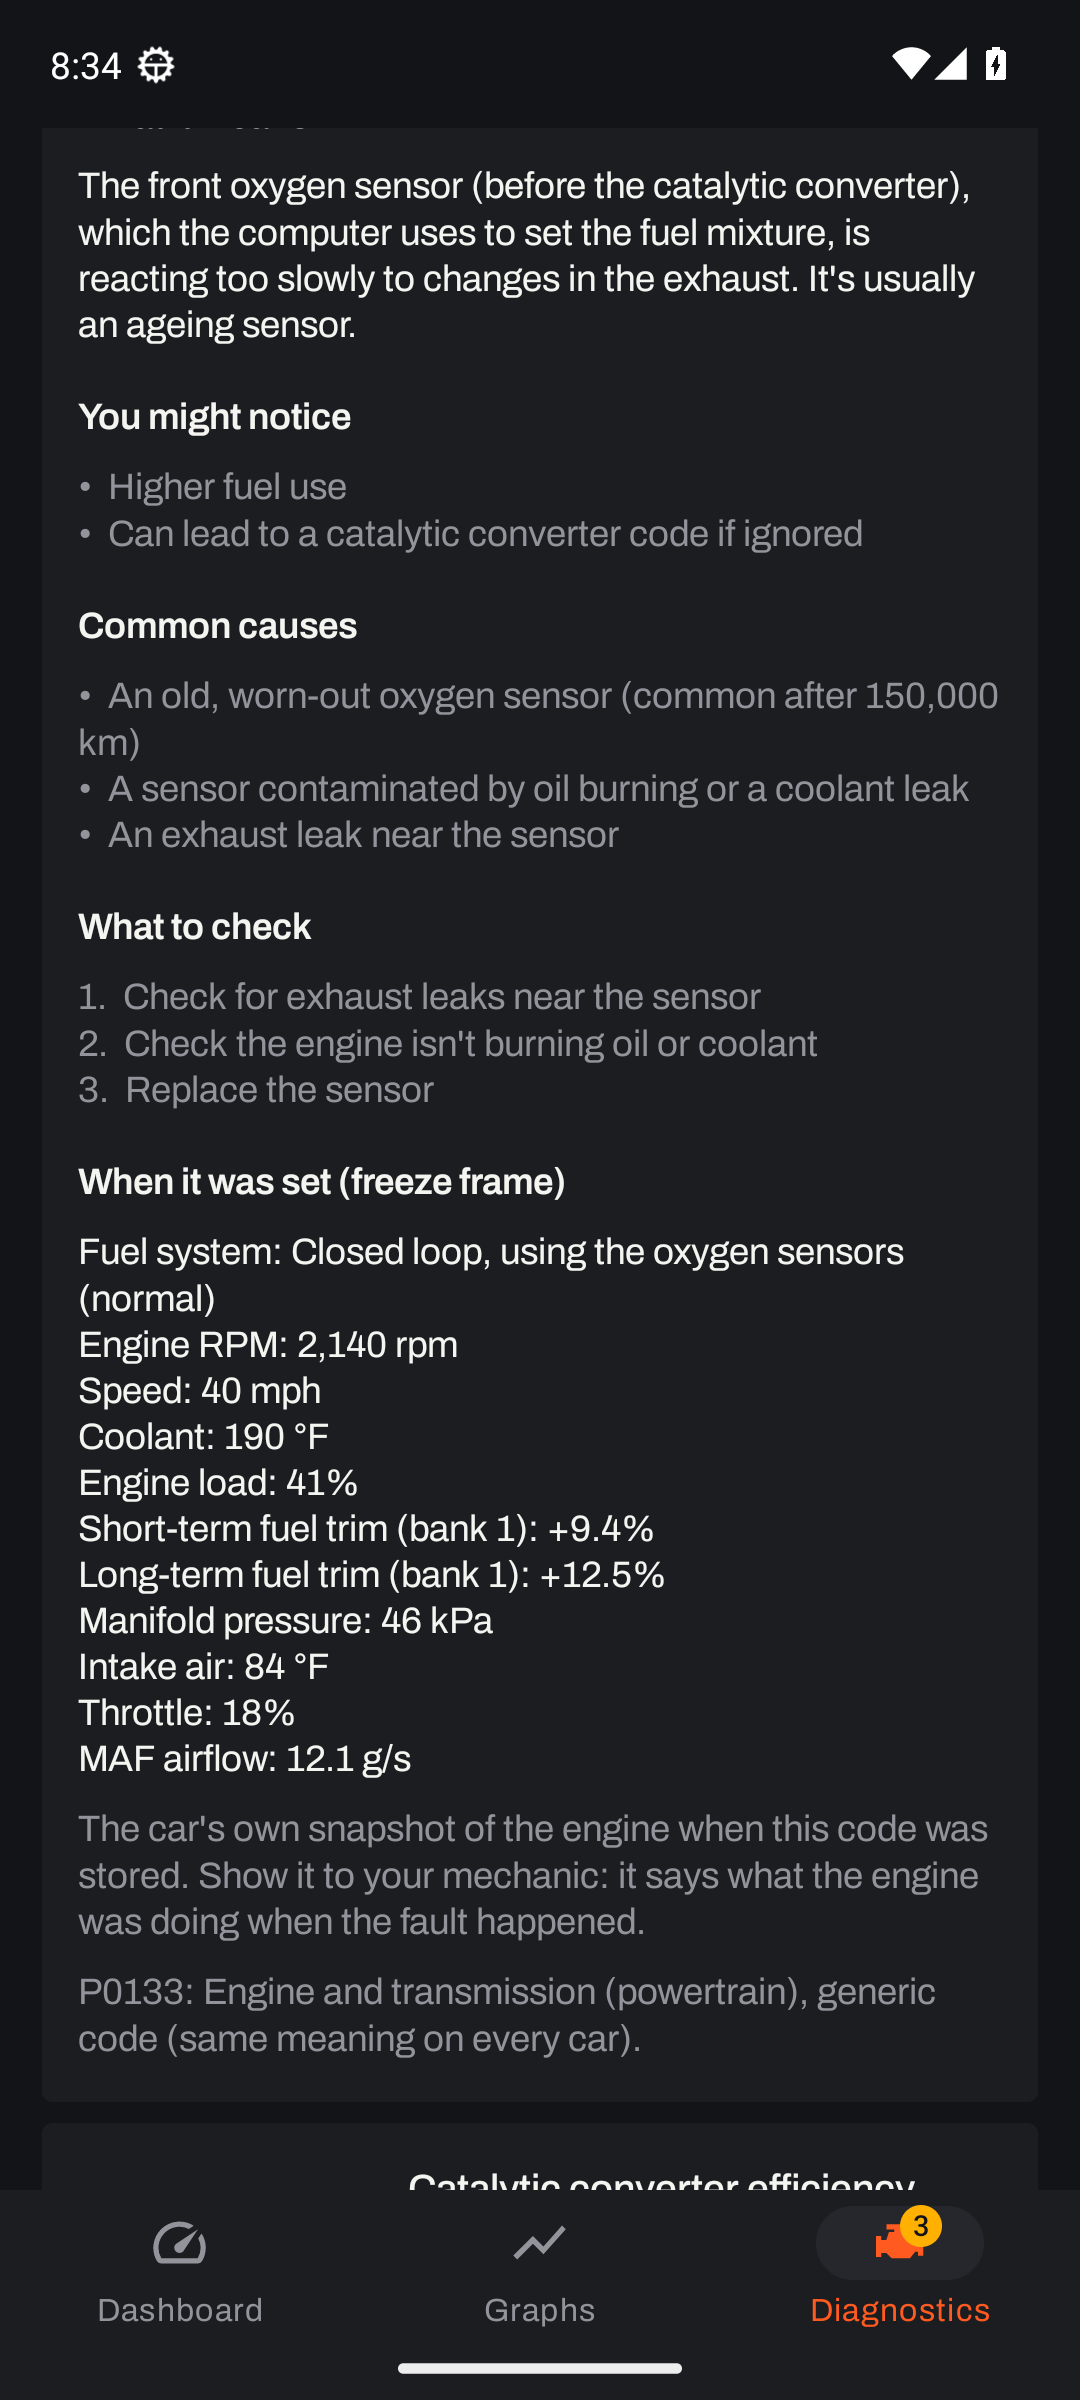 8:34
The front oxygen sensor (before the catalytic converter),
which the computer uses to set the fuel mixture, is
reacting too slowly to changes in the exhaust. It's usually
an ageing sensor.
You might notice
• Higher fuel use
• Can lead to a catalytic converter code if ignored
Common causes
• An old, worn-out oxygen sensor (common after 150,000
km)
• A sensor contaminated by oil burning or a coolant leak
• An exhaust leak near the sensor
What to check
1. Check for exhaust leaks near the sensor
2. Check the engine isn't burning oil or coolant
3. Replace the sensor
When it was set (freeze frame)
Fuel system: Closed loop, using the oxygen sensors
(normal)
Engine RPM: 2,140 rpm
Speed: 40 mph
Coolant: 190 °F
Engine load: 41%
Short-term fuel trim (bank 1): +9.4%
Long-term fuel trim (bank 1): +12.5%
Manifold pressure: 46 kPa
Intake air: 84 °F
Throttle: 18%
MAF airflow: 12.1 g/s
The car's own snapshot of the engine when this code was
stored. Show it to your mechanic: it says what the engine
was doing when the fault happened.
P0133: Engine and transmission (powertrain), generic
code (same meaning on every car).
Catalytic converter efficiency
3
Dashboard
Graphs
Diagnostics